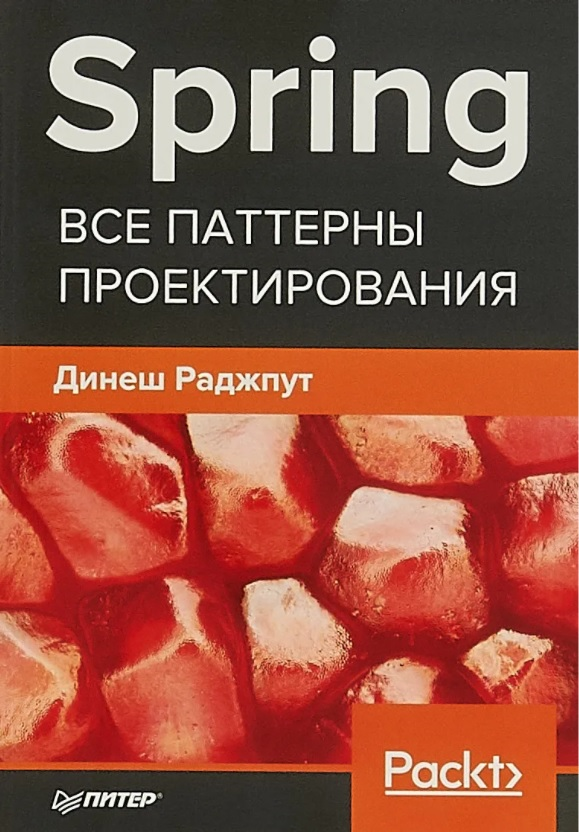 Spring
ВСЕ ПАТТЕРНЫ
ПРОЕКТИРОВАНИЯ
Динеш Раджпут
Packt>
ПИТЕР®